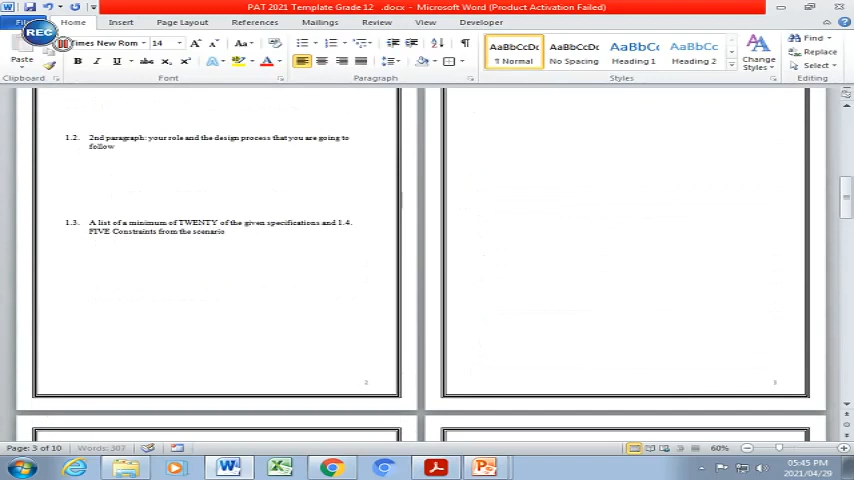 PAT 2021 Template Grade 12 .docx - Microsoft Word (Product Activation Failed)
REC
Home Insert Page Layout References Mailings Review View Developer
Paste
Times New Rom 14 Aa
Find
Replace
Select
B I U abc x₂ x² A ab A
AaBbCcDc AaBbCcDc AaBbCc AaBbCc
¶ Normal No Spacing Heading 1 Heading 2
Change Styles
Clipboard Font Paragraph Styles Editing
1.2. 2nd paragraph: your role and the design process that you are going to
follow
1.3. A list of a minimum of TWENTY of the given specifications and 1.4.
FIVE Constraints from the scenario
2
3
Page: 3 of 10 Words: 307 60%
05:45 PM
2021/04/29